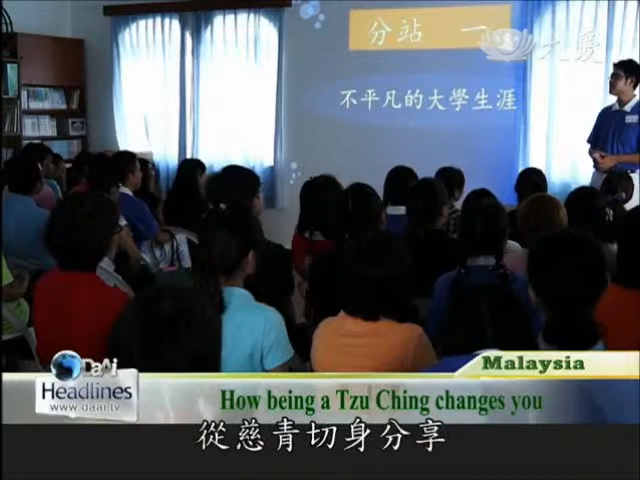 分站 一
大愛
不平凡的大學生涯
Malaysia
DaAi
Headlines
www.daai.tv
How being a Tzu Ching changes you
從慈青切身分享